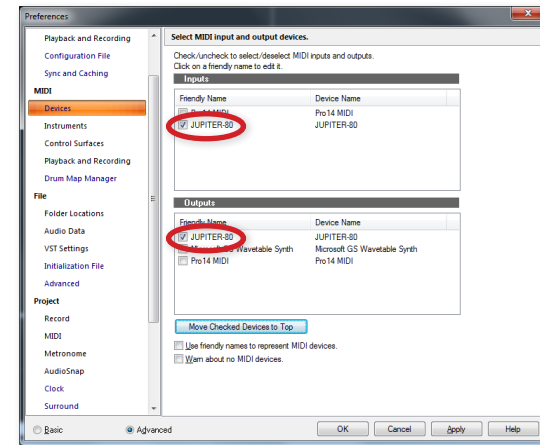 Preferences
Playback and Recording
Configuration File
Sync and Caching
MIDI
Devices
Instruments
Control Surfaces
Playback and Recording
Drum Map Manager
File
Folder Locations
Audio Data
VST Settings
Initialization File
Advanced
Project
Record
MIDI
Metronome
AudioSnap
Clock
Surround
Basic
Advanced
Select MIDI input and output devices.
Check/uncheck to select/deselect MIDI inputs and outputs.
Click on a friendly name to edit it.
Inputs
Friendly Name Device Name
Pro14 MIDI Pro14 MIDI
JUPITER-80 JUPITER-80
Outputs
Friendly Name Device Name
JUPITER-80 JUPITER-80
Microsoft GS Wavetable Synth Microsoft GS Wavetable Synth
Pro14 MIDI Pro14 MIDI
Move Checked Devices to Top
Use friendly names to represent MIDI devices.
Warn about no MIDI devices.
OK Cancel Apply Help